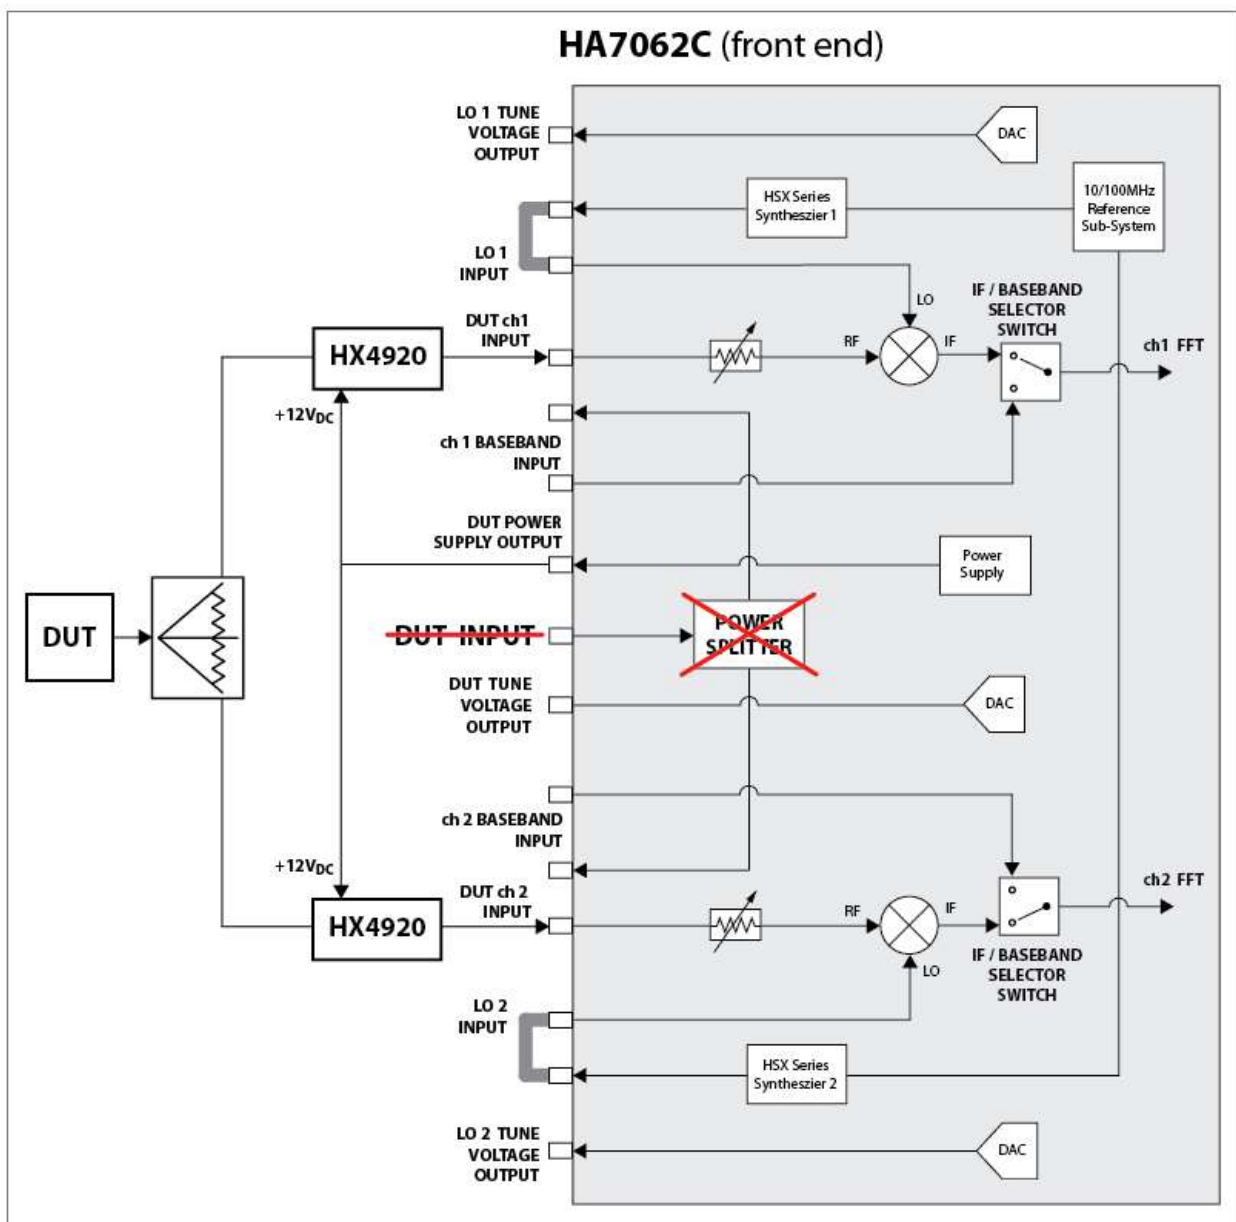 HA7062C (front end)
LO 1 TUNE
VOLTAGE
OUTPUT
DAC
HSX Series
Syntheszier 1
10/100MHz
Reference
Sub-System
LO 1
INPUT
LO
IF / BASEBAND
SELECTOR
SWITCH
DUT ch1
INPUT
HX4920
RF
IF
ch1 FFT
+12VDC
ch 1 BASEBAND
INPUT
DUT POWER
SUPPLY OUTPUT
Power
Supply
DUT
DUT INPUT
POWER
SPLITTER
DUT TUNE
VOLTAGE
OUTPUT
DAC
ch 2 BASEBAND
INPUT
+12VDC
DUT ch 2
INPUT
HX4920
RF
IF
ch2 FFT
LO
IF / BASEBAND
SELECTOR
SWITCH
LO 2
INPUT
HSX Series
Syntheszier 2
LO 2 TUNE
VOLTAGE
OUTPUT
DAC